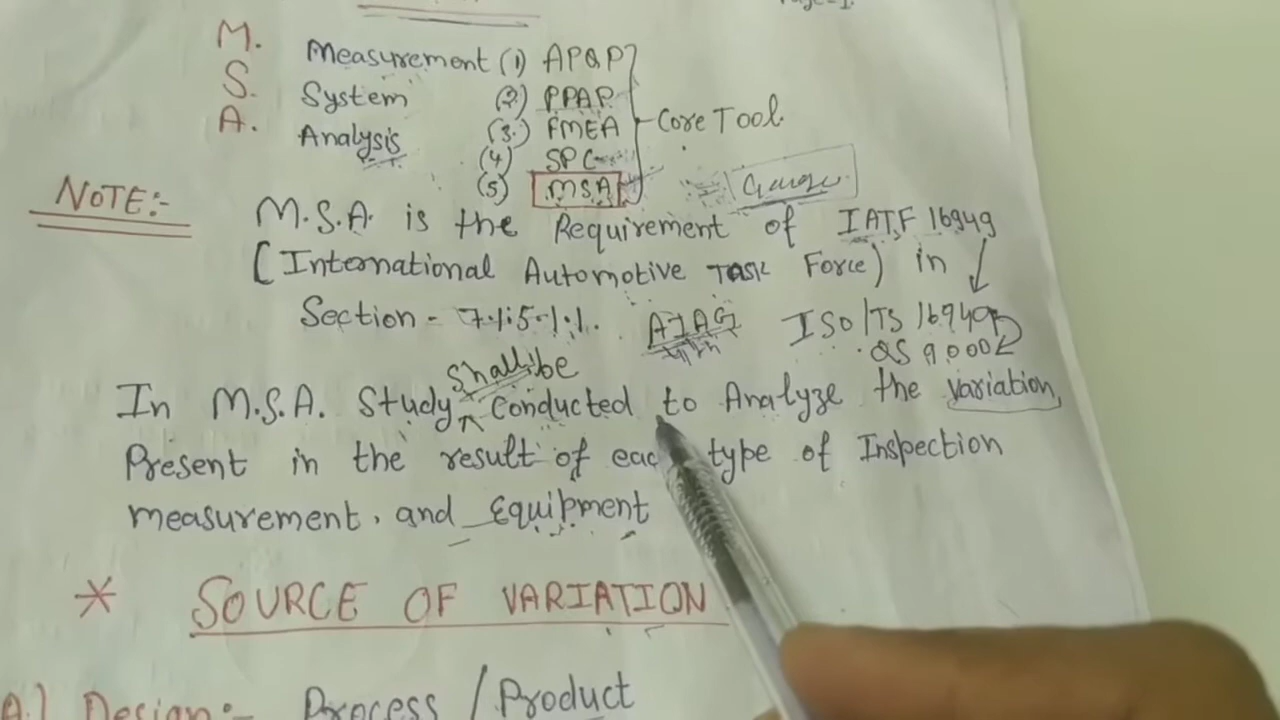 M. Measurement (1) APQP
S. System (2) PPAP
A. Analysis (3.) FMEA Core Tool.
(4) SPC
(5) MSA
NOTE:- M.S.A. is the Requirement of IATF 16949
[International Automotive TASK Force) in
Section - 7.1.5.1.1. AIAG ISO/TS 16949
QS 9000
shall be
In M.S.A. Study conducted to Analyze the variation
Present in the result of each type of Inspection
measurement, and Equipment
* SOURCE OF VARIATION
A.) Design:- Process / Product